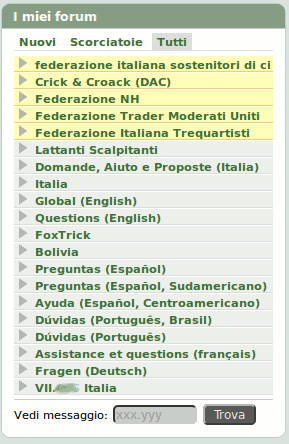 I miei forum
Nuovi Scorciatoie Tutti
federazione italiana sostenitori di ci
Crick & Croack (DAC)
Federazione NH
Federazione Trader Moderati Uniti
Federazione Italiana Trequartisti
Lattanti Scalpitanti
Domande, Aiuto e Proposte (Italia)
Italia
Global (English)
Questions (English)
FoxTrick
Bolivia
Preguntas (Español)
Preguntas (Español, Sudamericano)
Ayuda (Español, Centroamericano)
Dúvidas (Português, Brasil)
Dúvidas (Português)
Assistance et questions (français)
Fragen (Deutsch)
VII. Italia
Vedi messaggio: xxx.yyy Trova